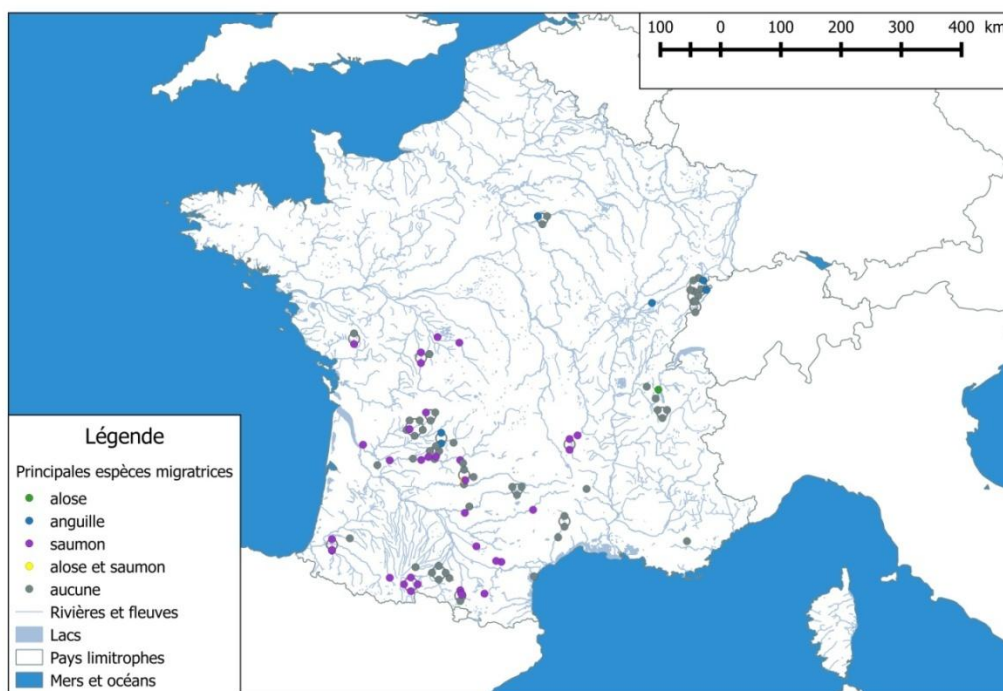 100 0 100 200 300 400 km
Légende
Principales espèces migratrices
alose
anguille
saumon
alose et saumon
aucune
Rivières et fleuves
Lacs
Pays limitrophes
Mers et océans